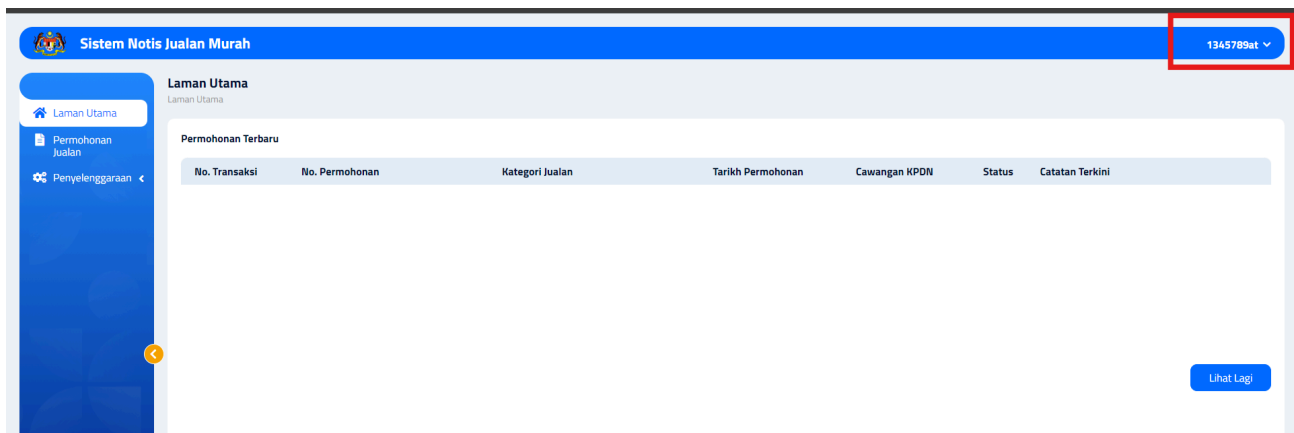 Sistem Notis Jualan Murah
1345789at
Laman Utama
Laman Utama
Laman Utama
Permohonan
Jualan
Penyelenggaraan
Permohonan Terbaru
No. Transaksi No. Permohonan Kategori Jualan Tarikh Permohonan Cawangan KPDN Status Catatan Terkini
Lihat Lagi